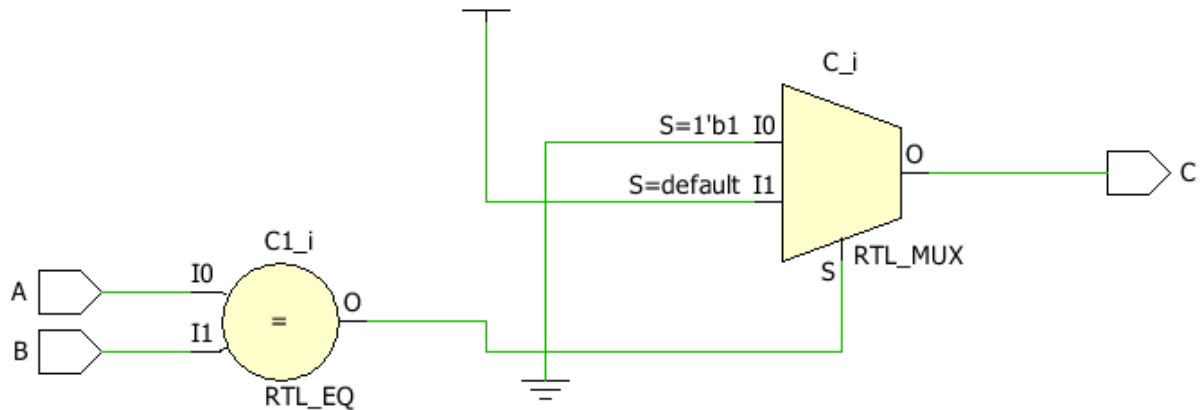 C_i
S=1'b1 I0
O
C
S=default I1
C1_i
RTL_MUX
S
A
I0
O
=
B
I1
RTL_EQ